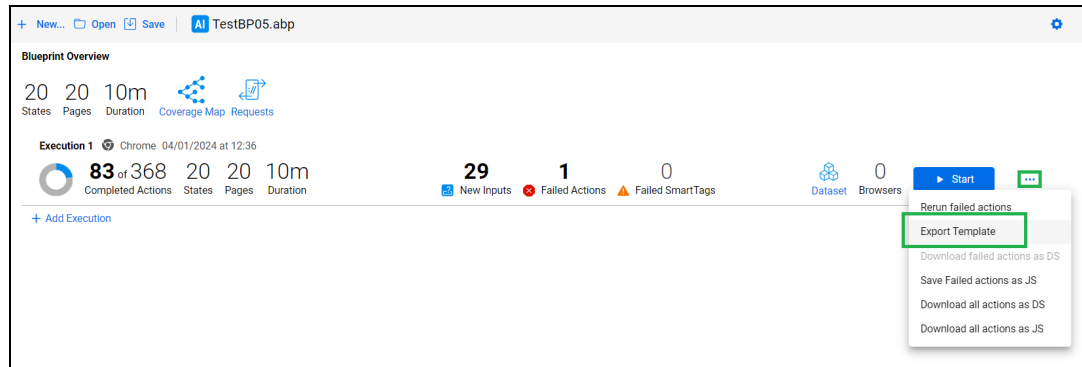 + New... Open Save AI TestBP05.abp
Blueprint Overview
20 20 10m
States Pages Duration Coverage Map Requests
Execution 1 Chrome 04/01/2024 at 12:36
83 of 368 20 20 10m 29 1 0 0 Start ...
Completed Actions States Pages Duration New Inputs Failed Actions Failed SmartTags Dataset Browsers
+ Add Execution
Rerun failed actions
Export Template
Download failed actions as DS
Save Failed actions as JS
Download all actions as DS
Download all actions as JS